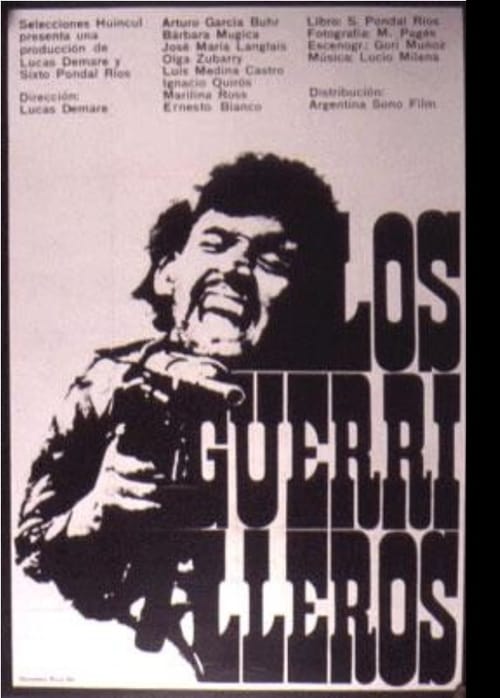 Selecciones Huincul
presenta una
producción de
Lucas Demare y
Sixto Pondal Ríos
Dirección:
Lucas Demare
Arturo García Buhr
Bárbara Mugica
José María Langlais
Olga Zubarry
Luis Medina Castro
Ignacio Quirós
Marilina Ross
Ernesto Bianco
Libro: S. Pondal Ríos
Fotografía: M. Pagés
Escenogr.: Gori Muñoz
Música: Lucio Milena
Distribución:
Argentina Sono Film
LOS
GUERRI
LLEROS